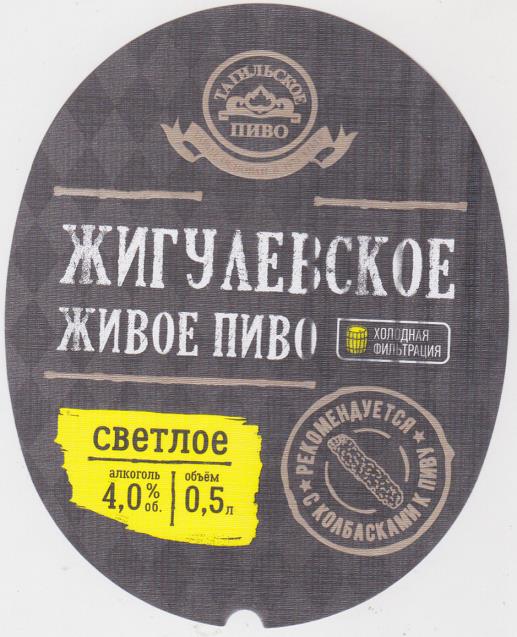 ТАГИЛЬСКОЕ
ПИВО
ЖИГУЛЕВСКОЕ
ЖИВОЕ ПИВО
ХОЛОДНАЯ
ФИЛЬТРАЦИЯ
светлое
алкоголь
4,0 % об.
объём
0,5 л
★ РЕКОМЕНДУЕТСЯ ★
С КОЛБАСКАМИ К ПИВУ